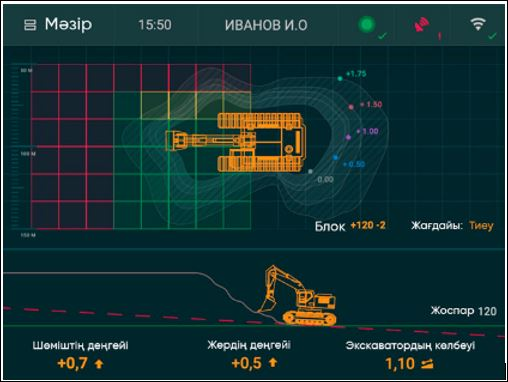 Мәзір 15:50 ИВАНОВ И.О
50 М
+1.75
+1.50
+1.00
100 М
+0.50
0.00
Блок +120 -2 Жағдайы: Тиеу
150 М
Жоспар 120
Шөміштің деңгейі Жердің деңгейі Экскаватордың көлбеуі
+0,7 +0,5 1,10